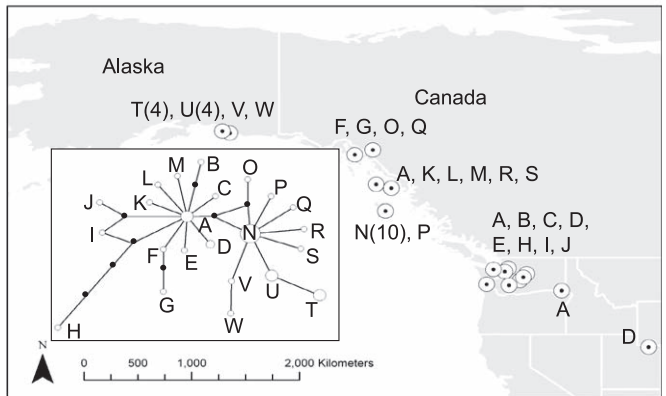 Alaska
Canada
T(4), U(4), V, W
F, G, O, Q
A, K, L, M, R, S
N(10), P
A, B, C, D,
E, H, I, J
A
D
M
B
O
L
C
P
J
K
Q
A
N
R
I
D
S
F
E
G
V
U
T
W
H
N
0 500 1,000 2,000 Kilometers